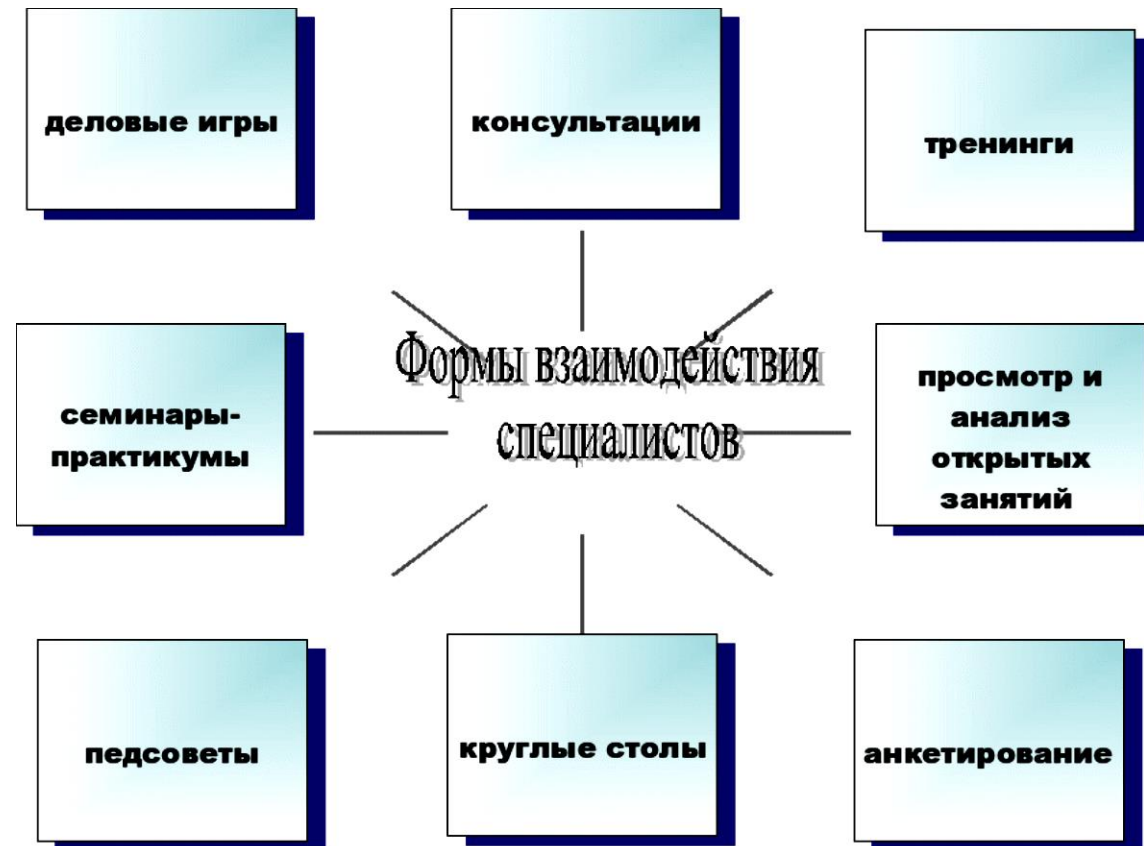 деловые игры
консультации
тренинги
Формы взаимодействия
специалистов
семинары-
практикумы
просмотр и
анализ
открытых
занятий
педсоветы
круглые столы
анкетирование